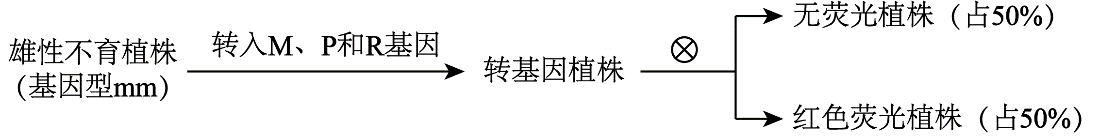 雄性不育植株
（基因型mm）
转入M、P和R基因
转基因植株
⊗
无荧光植株（占50%）
红色荧光植株（占50%）